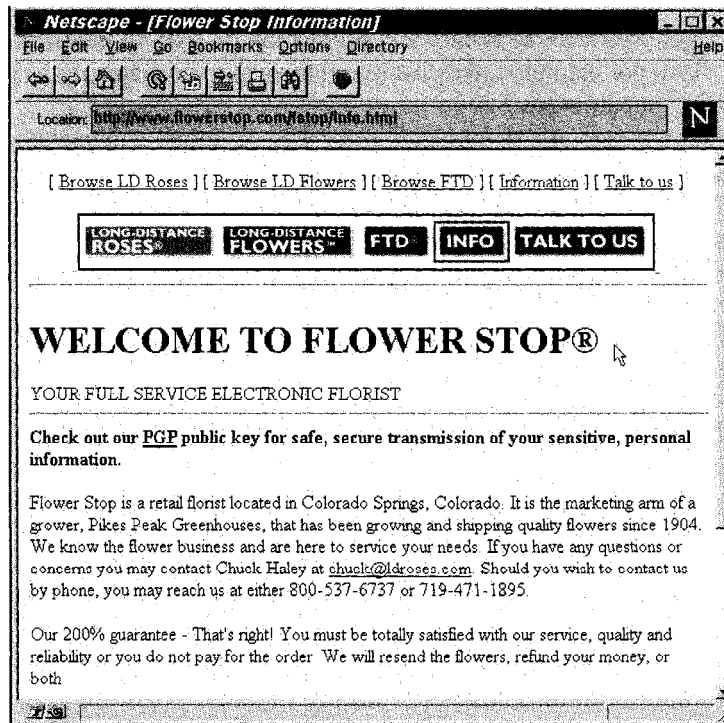 Netscape - [Flower Stop Information]
File Edit View Go Bookmarks Options Directory Help
Location: http://www.flowerstop.com/fstop/info.html
N
[ Browse LD Roses ] [ Browse LD Flowers ] [ Browse FTD ] [ Information ] [ Talk to us ]
LONG-DISTANCE ROSES® LONG-DISTANCE FLOWERS™ FTD INFO TALK TO US
WELCOME TO FLOWER STOP®
YOUR FULL SERVICE ELECTRONIC FLORIST
Check out our PGP public key for safe, secure transmission of your sensitive, personal
information.
Flower Stop is a retail florist located in Colorado Springs, Colorado. It is the marketing arm of a
grower, Pikes Peak Greenhouses, that has been growing and shipping quality flowers since 1904.
We know the flower business and are here to service your needs. If you have any questions or
concerns you may contact Chuck Haley at chuck@ldroses.com. Should you wish to contact us
by phone, you may reach us at either 800-537-6737 or 719-471-1895.
Our 200% guarantee - That's right! You must be totally satisfied with our service, quality and
reliability or you do not pay for the order. We will resend the flowers, refund your money, or
both